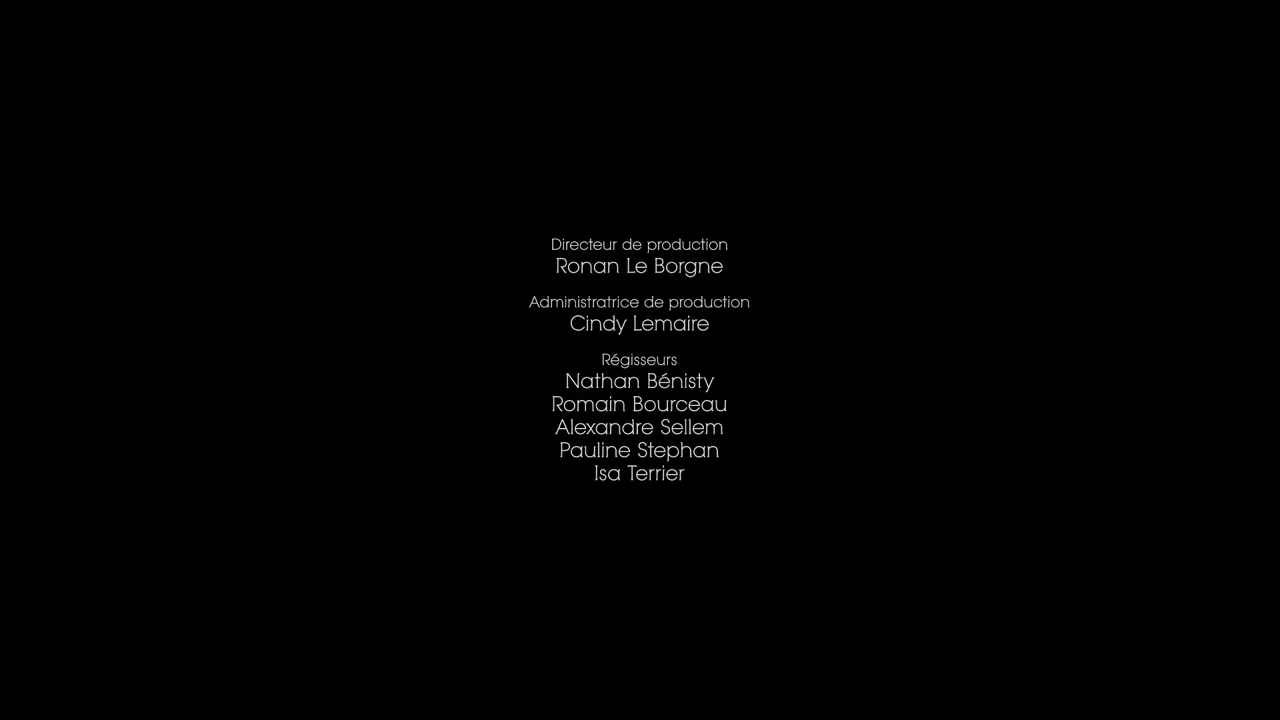 Directeur de production
Ronan Le Borgne
Administratrice de production
Cindy Lemaire
Régisseurs
Nathan Bénisty
Romain Bourceau
Alexandre Sellem
Pauline Stephan
Isa Terrier